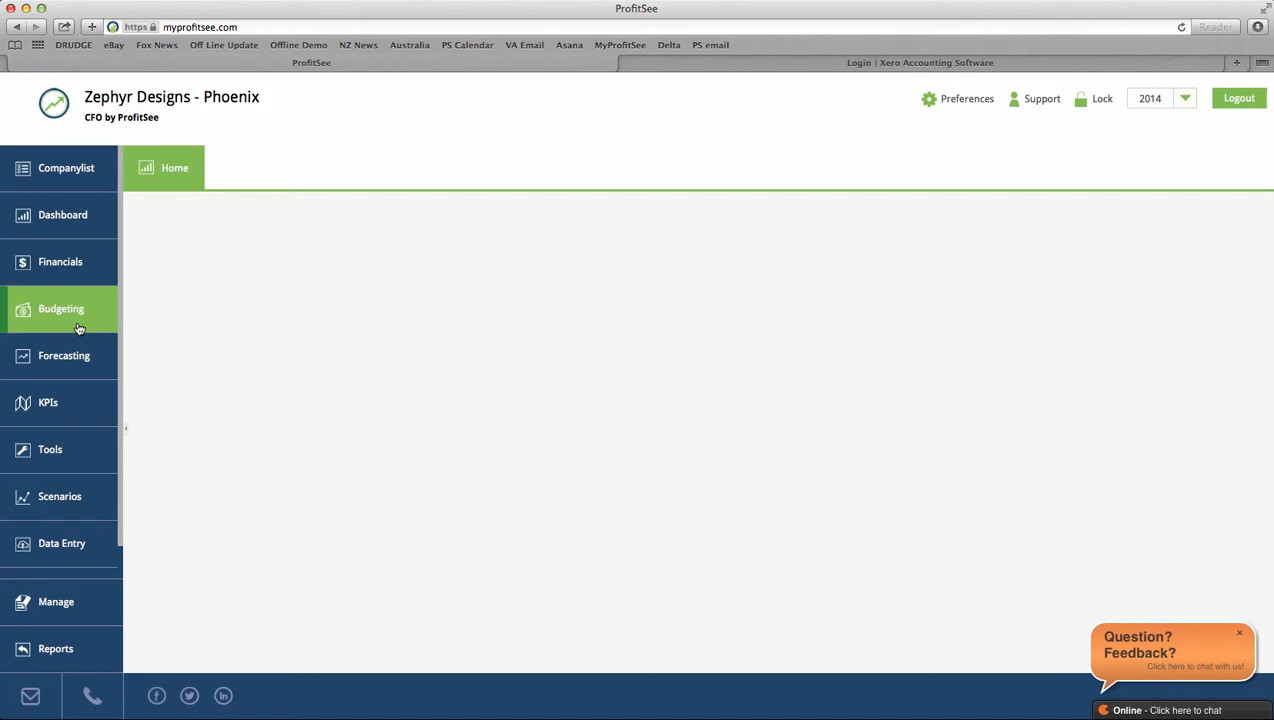 ProfitSee
https myprofitsee.com
Reader
DRUDGE eBay Fox News Off Line Update Offline Demo NZ News Australia PS Calendar VA Email Asana MyProfitSee Delta PS email
ProfitSee
Login | Xero Accounting Software
Zephyr Designs - Phoenix
CFO by ProfitSee
Preferences
Support
Lock
2014
Logout
Companylist
Home
Dashboard
Financials
Budgeting
Forecasting
KPIs
Tools
Scenarios
Data Entry
Manage
Reports
Question?
Feedback?
Click here to chat with us!
Online - Click here to chat